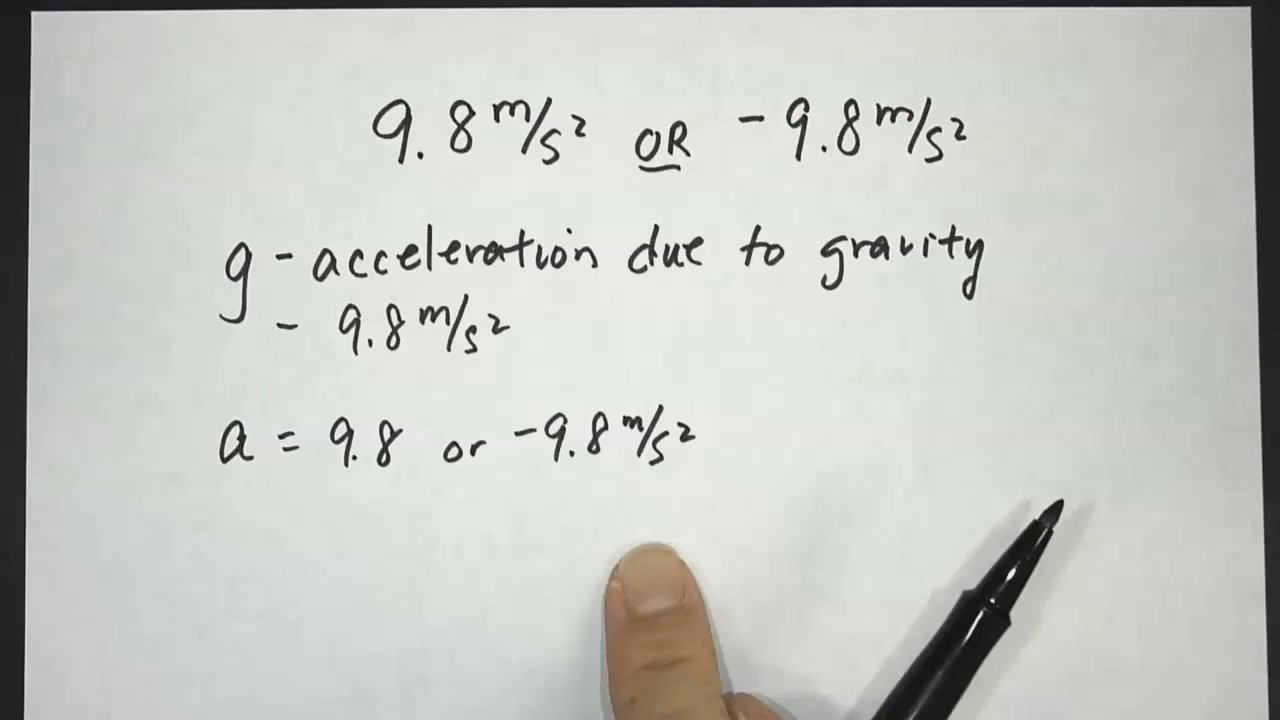 9.8 m/s² OR -9.8 m/s²
g - acceleration due to gravity
- 9.8 m/s²
a = 9.8 or -9.8 m/s²